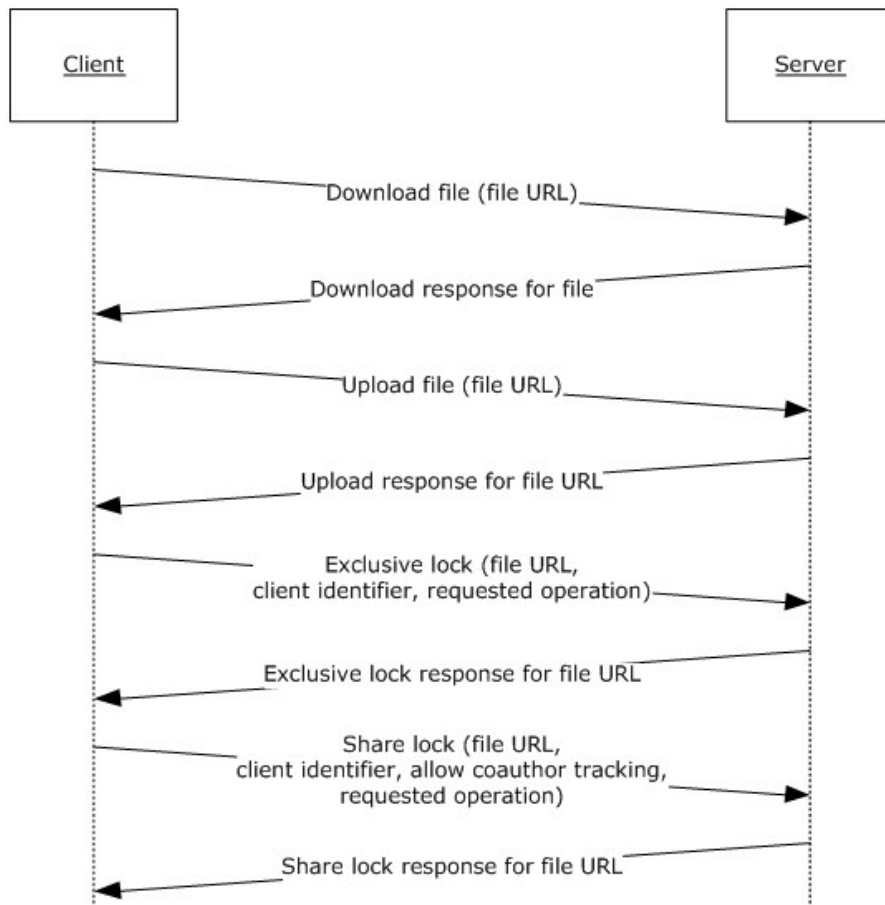 Client
Server
Download file (file URL)
Download response for file
Upload file (file URL)
Upload response for file URL
Exclusive lock (file URL,
client identifier, requested operation)
Exclusive lock response for file URL
Share lock (file URL,
client identifier, allow coauthor tracking,
requested operation)
Share lock response for file URL